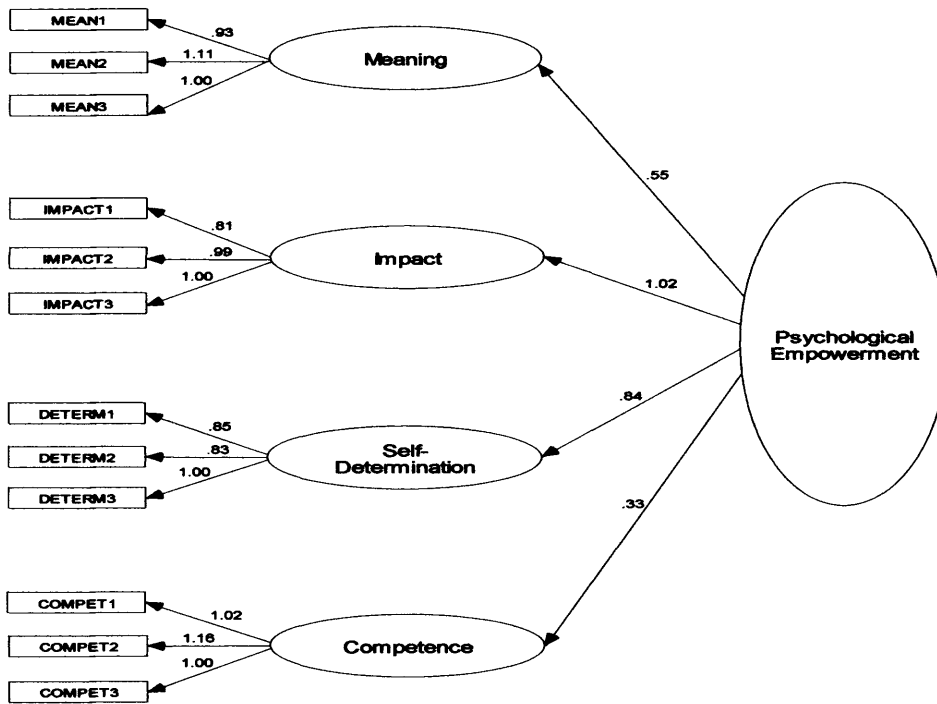 MEAN1
.93
MEAN2
1.11
MEAN3
1.00
Meaning
.55
IMPACT1
.81
IMPACT2
.99
IMPACT3
1.00
Impact
1.02
Psychological
Empowerment
DETERM1
.85
DETERM2
.83
DETERM3
1.00
Self-
Determination
.84
COMPET1
1.02
COMPET2
1.16
COMPET3
1.00
Competence
.33